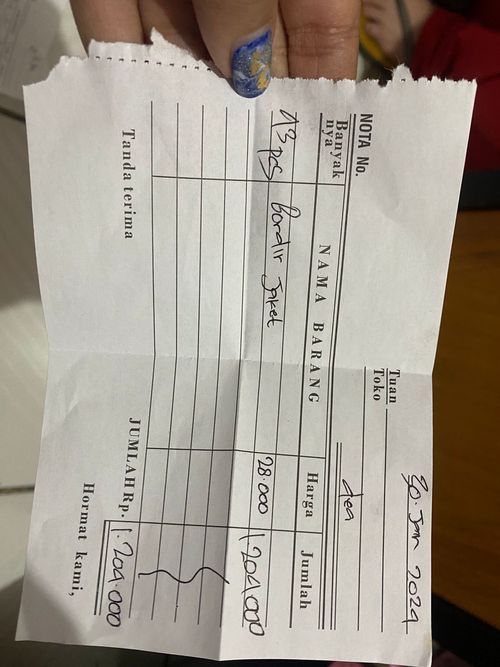 30. Jan 2024
Tuan
Toko
dea
NOTA No.
Banyak nya NAMA BARANG Harga Jumlah
43 pcs Bordir Jaket 28.000 1.204.000
JUMLAH Rp. 1.204.000
Tanda terima Hormat kami,